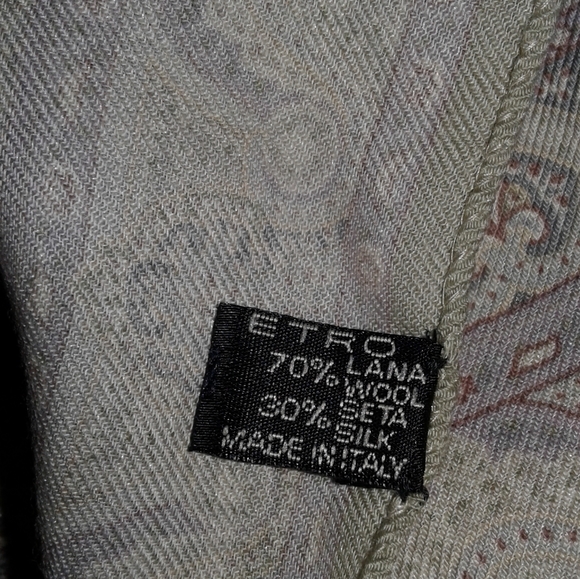 ETRO
70% LANA
WOOL
30% SETA
SILK
MADE IN ITALY